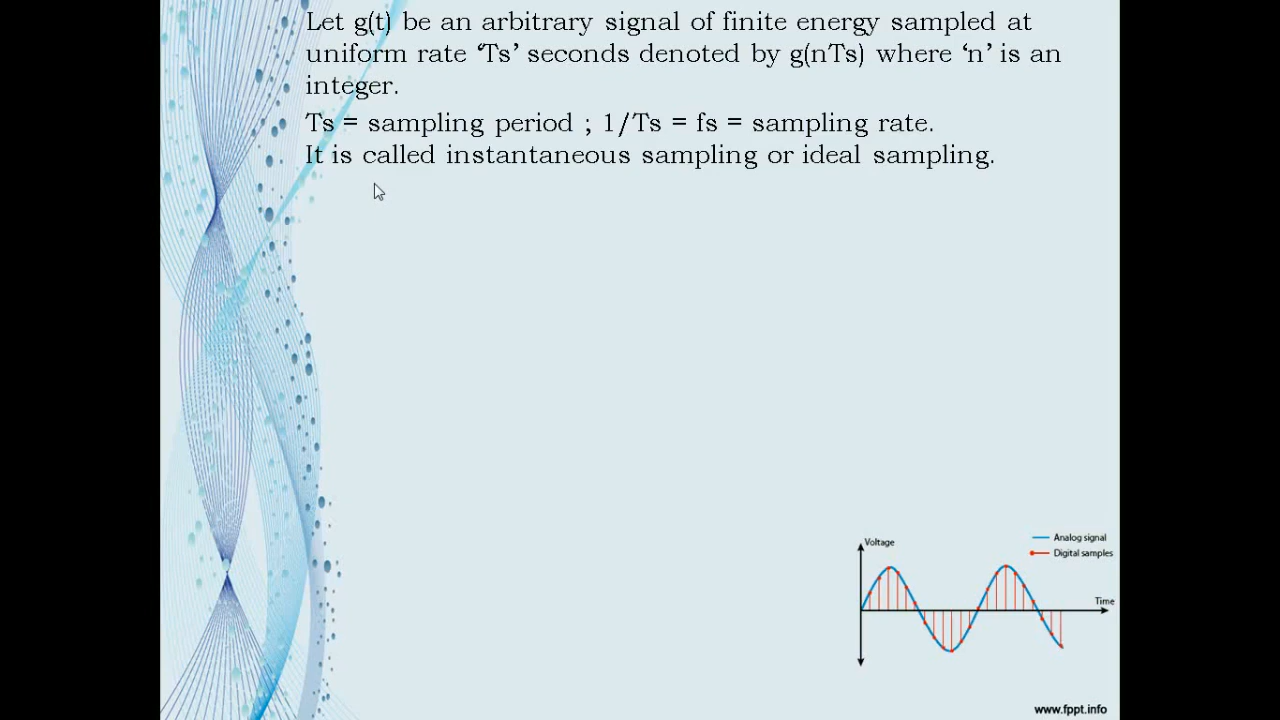 Let g(t) be an arbitrary signal of finite energy sampled at
uniform rate ‘Ts’ seconds denoted by g(nTs) where ‘n’ is an
integer.
Ts = sampling period ; 1/Ts = fs = sampling rate.
It is called instantaneous sampling or ideal sampling.
Voltage
Analog signal
Digital samples
Time
www.fppt.info